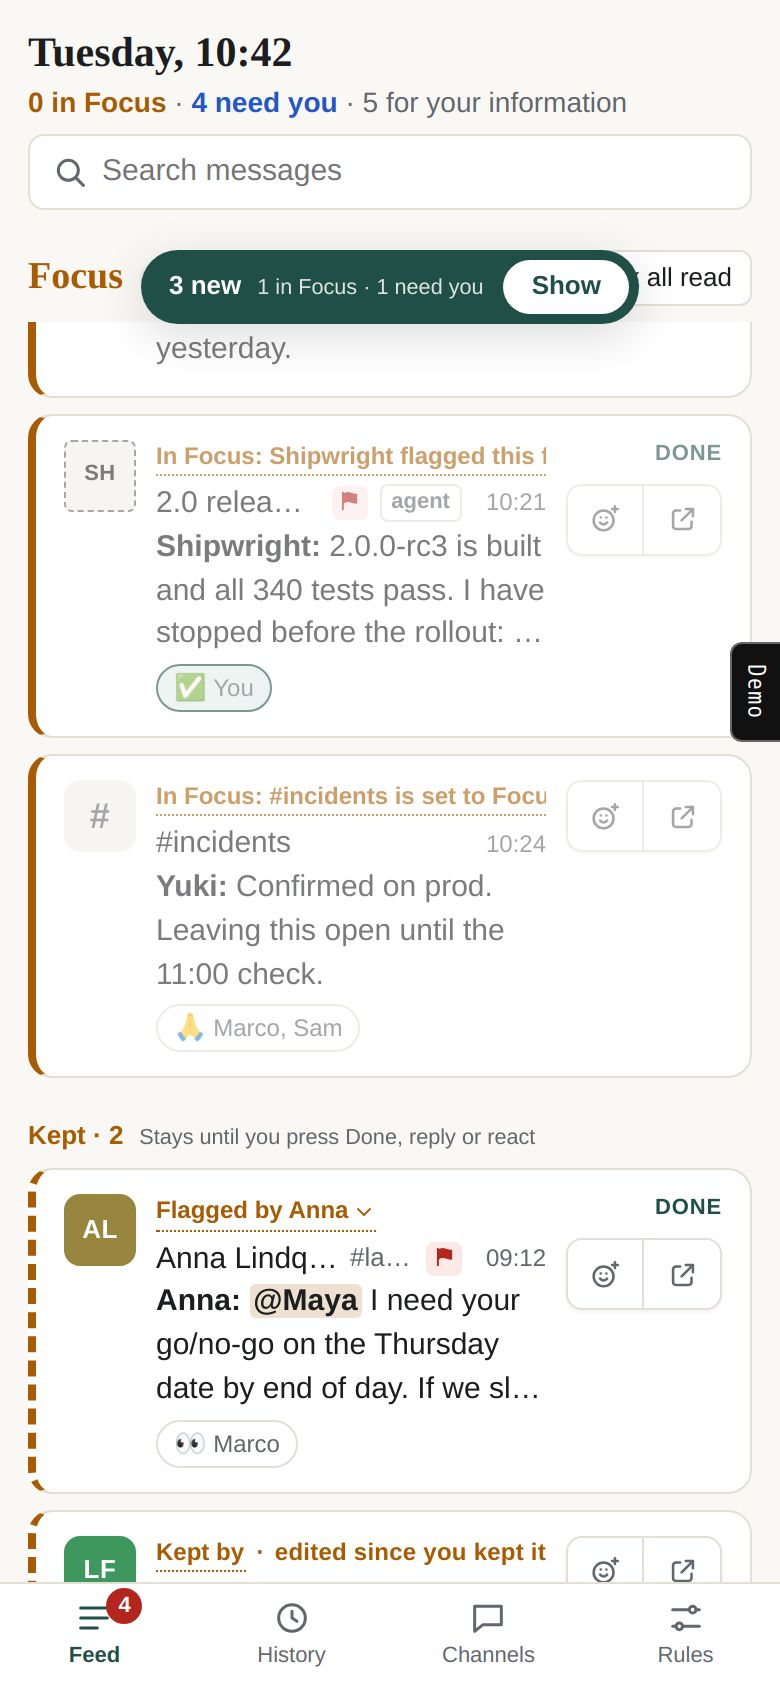 Tuesday, 10:42
0 in Focus · 4 need you · 5 for your information
Search messages
Focus
3 new 1 in Focus · 1 need you Show
all read
yesterday.
SH
In Focus: Shipwright flagged this
DONE
2.0 relea… agent 10:21
Shipwright: 2.0.0-rc3 is built
and all 340 tests pass. I have
stopped before the rollout: …
✅ You
Demo
#
In Focus: #incidents is set to Focu
#incidents 10:24
Yuki: Confirmed on prod.
Leaving this open until the
11:00 check.
🙏 Marco, Sam
Kept · 2 Stays until you press Done, reply or react
AL
Flagged by Anna
DONE
Anna Lindq… #la… 09:12
Anna: @Maya I need your
go/no-go on the Thursday
date by end of day. If we sl…
👀 Marco
LF
Kept by · edited since you kept it
4
Feed
History
Channels
Rules